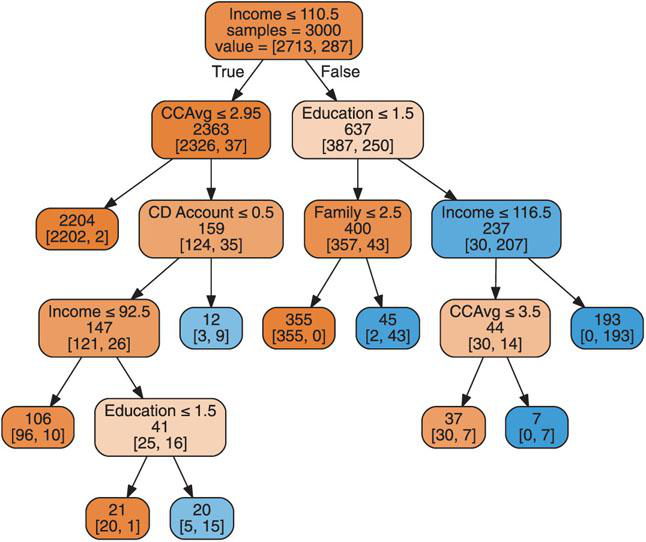 Income ≤ 110.5
samples = 3000
value = [2713, 287]
True
False
CCAvg ≤ 2.95
2363
[2326, 37]
Education ≤ 1.5
637
[387, 250]
2204
[2202, 2]
CD Account ≤ 0.5
159
[124, 35]
Family ≤ 2.5
400
[357, 43]
Income ≤ 116.5
237
[30, 207]
Income ≤ 92.5
147
[121, 26]
12
[3, 9]
355
[355, 0]
45
[2, 43]
CCAvg ≤ 3.5
44
[30, 14]
193
[0, 193]
106
[96, 10]
Education ≤ 1.5
41
[25, 16]
37
[30, 7]
7
[0, 7]
21
[20, 1]
20
[5, 15]